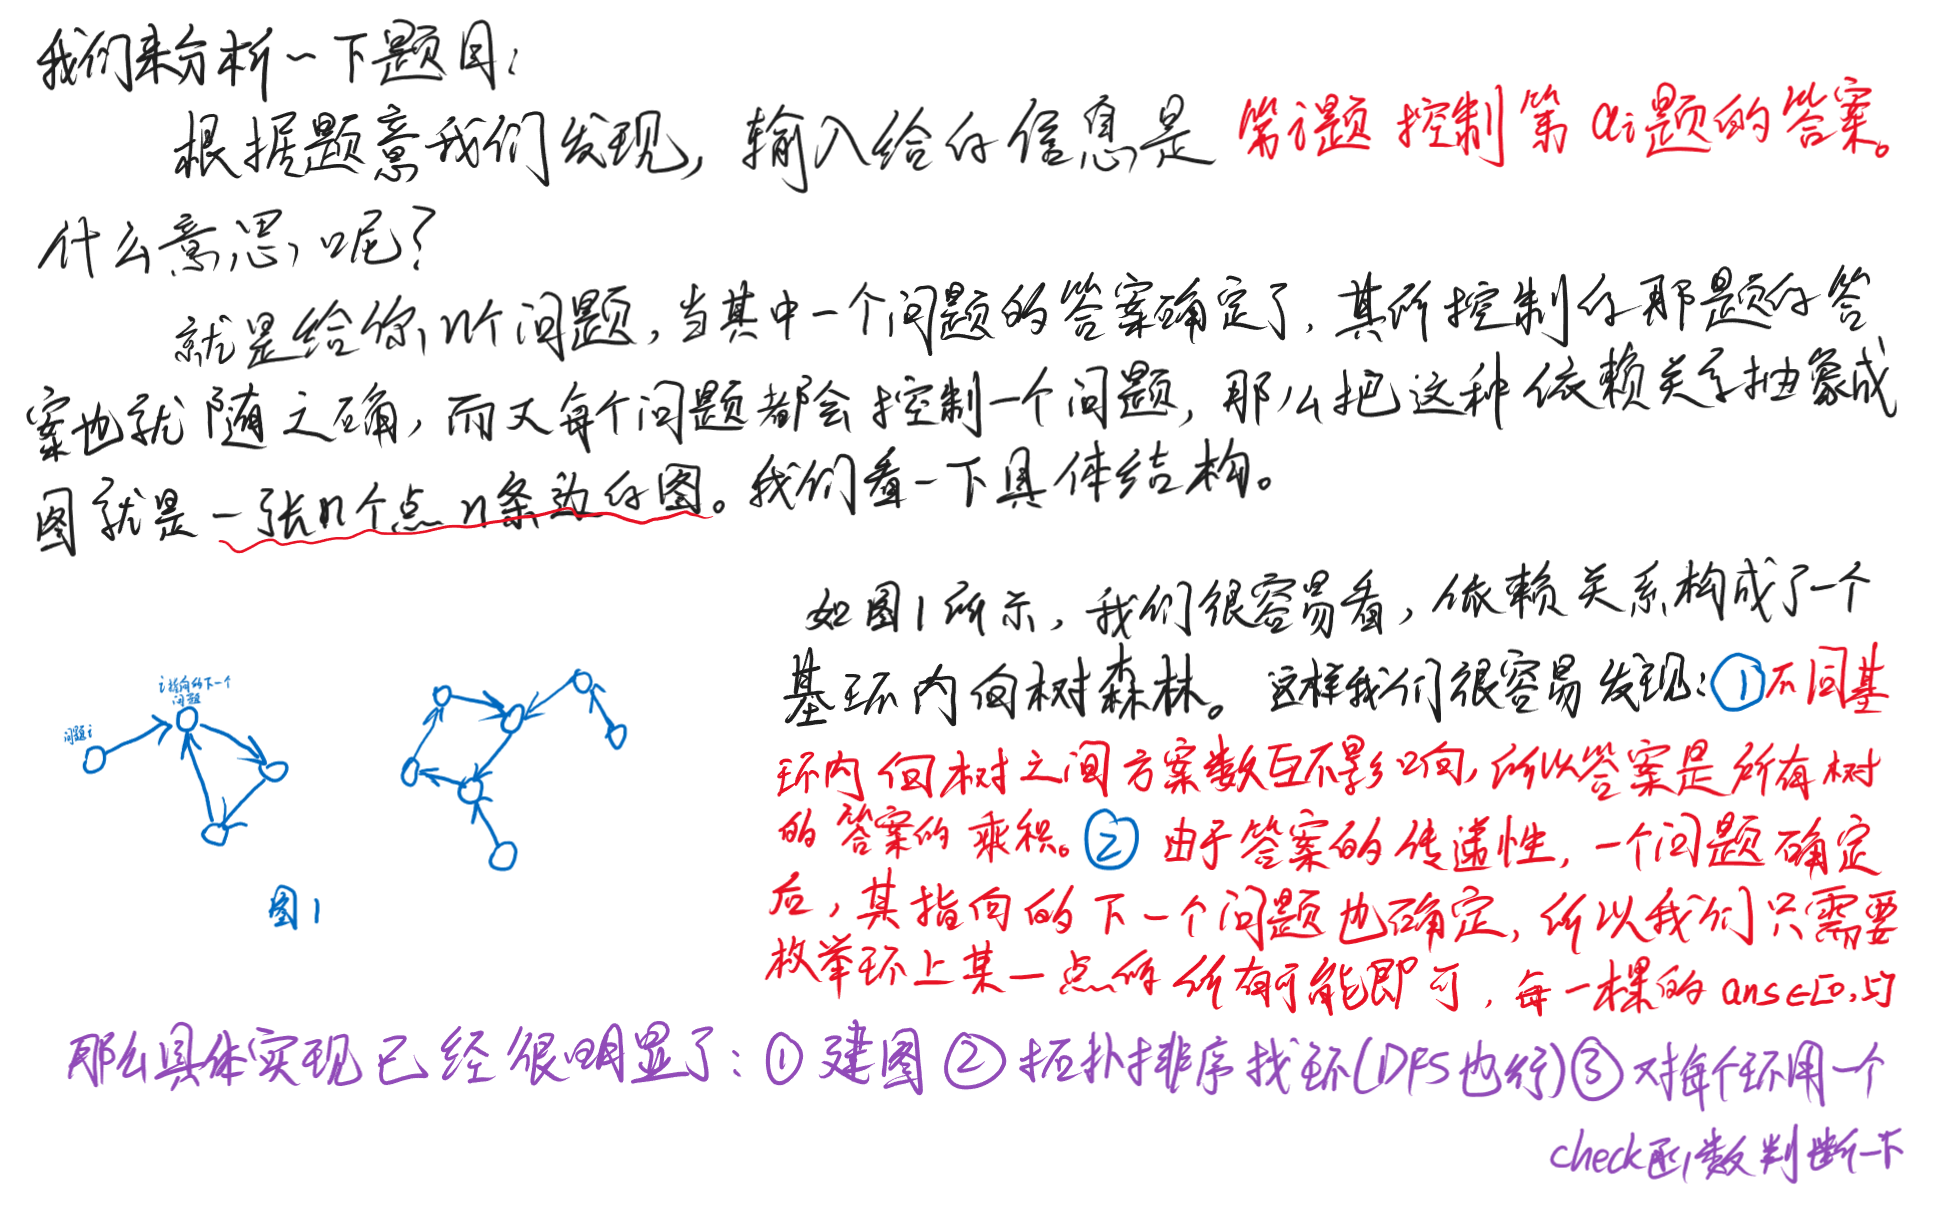 我们来分析一下题目：
根据题意我们发现，输入给的信息是 第i题 控制第 ai题的答案。
什么意思呢？
就是给你n个问题，当其中一个问题的答案确定了，其所控制的那题的答
案也就随之确，而又每个问题都会控制一个问题，那么把这种依赖关系抽象成
图就是一张n个点n条边的图。我们看一下具体结构。
如图1所示，我们很容易看，依赖关系构成了一个
基环内向树森林。这样我们很容易发现：①不同基
环内向树之间方案数互不影响，所以答案是所有树
的答案的乘积。②由于答案的传递性，一个问题确定
后，其指向的下一个问题也确定，所以我们只需要
枚举环上某一点的所有可能即可，每一棵的ans∈[0,5]
问题i
i指向的下一个
问题
图1
那么具体实现已经很明显了：①建图②拓扑排序找环(DFS也行)③对每个环用一个
check函数判断一下